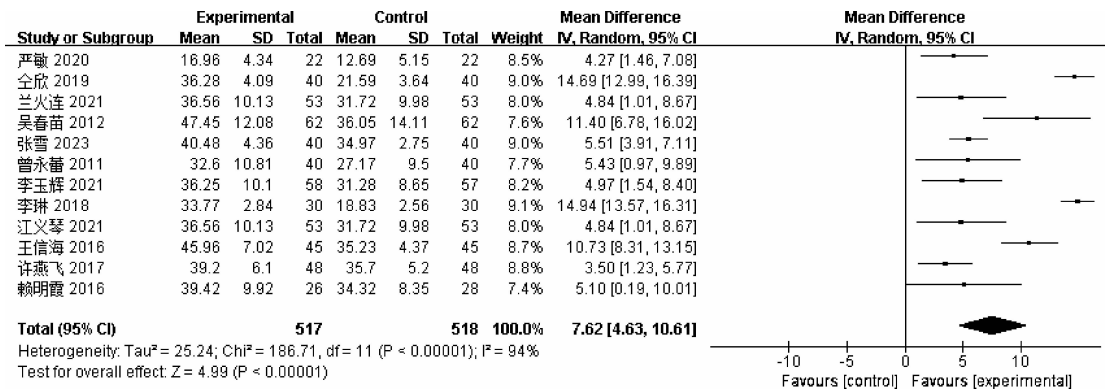 Experimental Control Mean Difference Mean Difference
Study or Subgroup Mean SD Total Mean SD Total Weight IV, Random, 95% CI IV, Random, 95% CI
严敏 2020 16.96 4.34 22 12.69 5.15 22 8.5% 4.27 [1.46, 7.08]
仝欣 2019 36.28 4.09 40 21.59 3.64 40 9.0% 14.69 [12.99, 16.39]
兰火连 2021 36.56 10.13 53 31.72 9.98 53 8.0% 4.84 [1.01, 8.67]
吴春苗 2012 47.45 12.08 62 36.05 14.11 62 7.6% 11.40 [6.78, 16.02]
张雪 2023 40.48 4.36 40 34.97 2.75 40 9.0% 5.51 [3.91, 7.11]
曾永蕾 2011 32.6 10.81 40 27.17 9.5 40 7.7% 5.43 [0.97, 9.89]
李玉辉 2021 36.25 10.1 58 31.28 8.65 57 8.2% 4.97 [1.54, 8.40]
李琳 2018 33.77 2.84 30 18.83 2.56 30 9.1% 14.94 [13.57, 16.31]
江义琴 2021 36.56 10.13 53 31.72 9.98 53 8.0% 4.84 [1.01, 8.67]
王信海 2016 45.96 7.02 45 35.23 4.37 45 8.7% 10.73 [8.31, 13.15]
许燕飞 2017 39.2 6.1 48 35.7 5.2 48 8.8% 3.50 [1.23, 5.77]
赖明霞 2016 39.42 9.92 26 34.32 8.35 28 7.4% 5.10 [0.19, 10.01]
Total (95% CI) 517 518 100.0% 7.62 [4.63, 10.61]
Heterogeneity: Tau² = 25.24; Chi² = 186.71, df = 11 (P < 0.00001); I² = 94%
Test for overall effect: Z = 4.99 (P < 0.00001)
-10 -5 0 5 10
Favours [control] Favours [experimental]